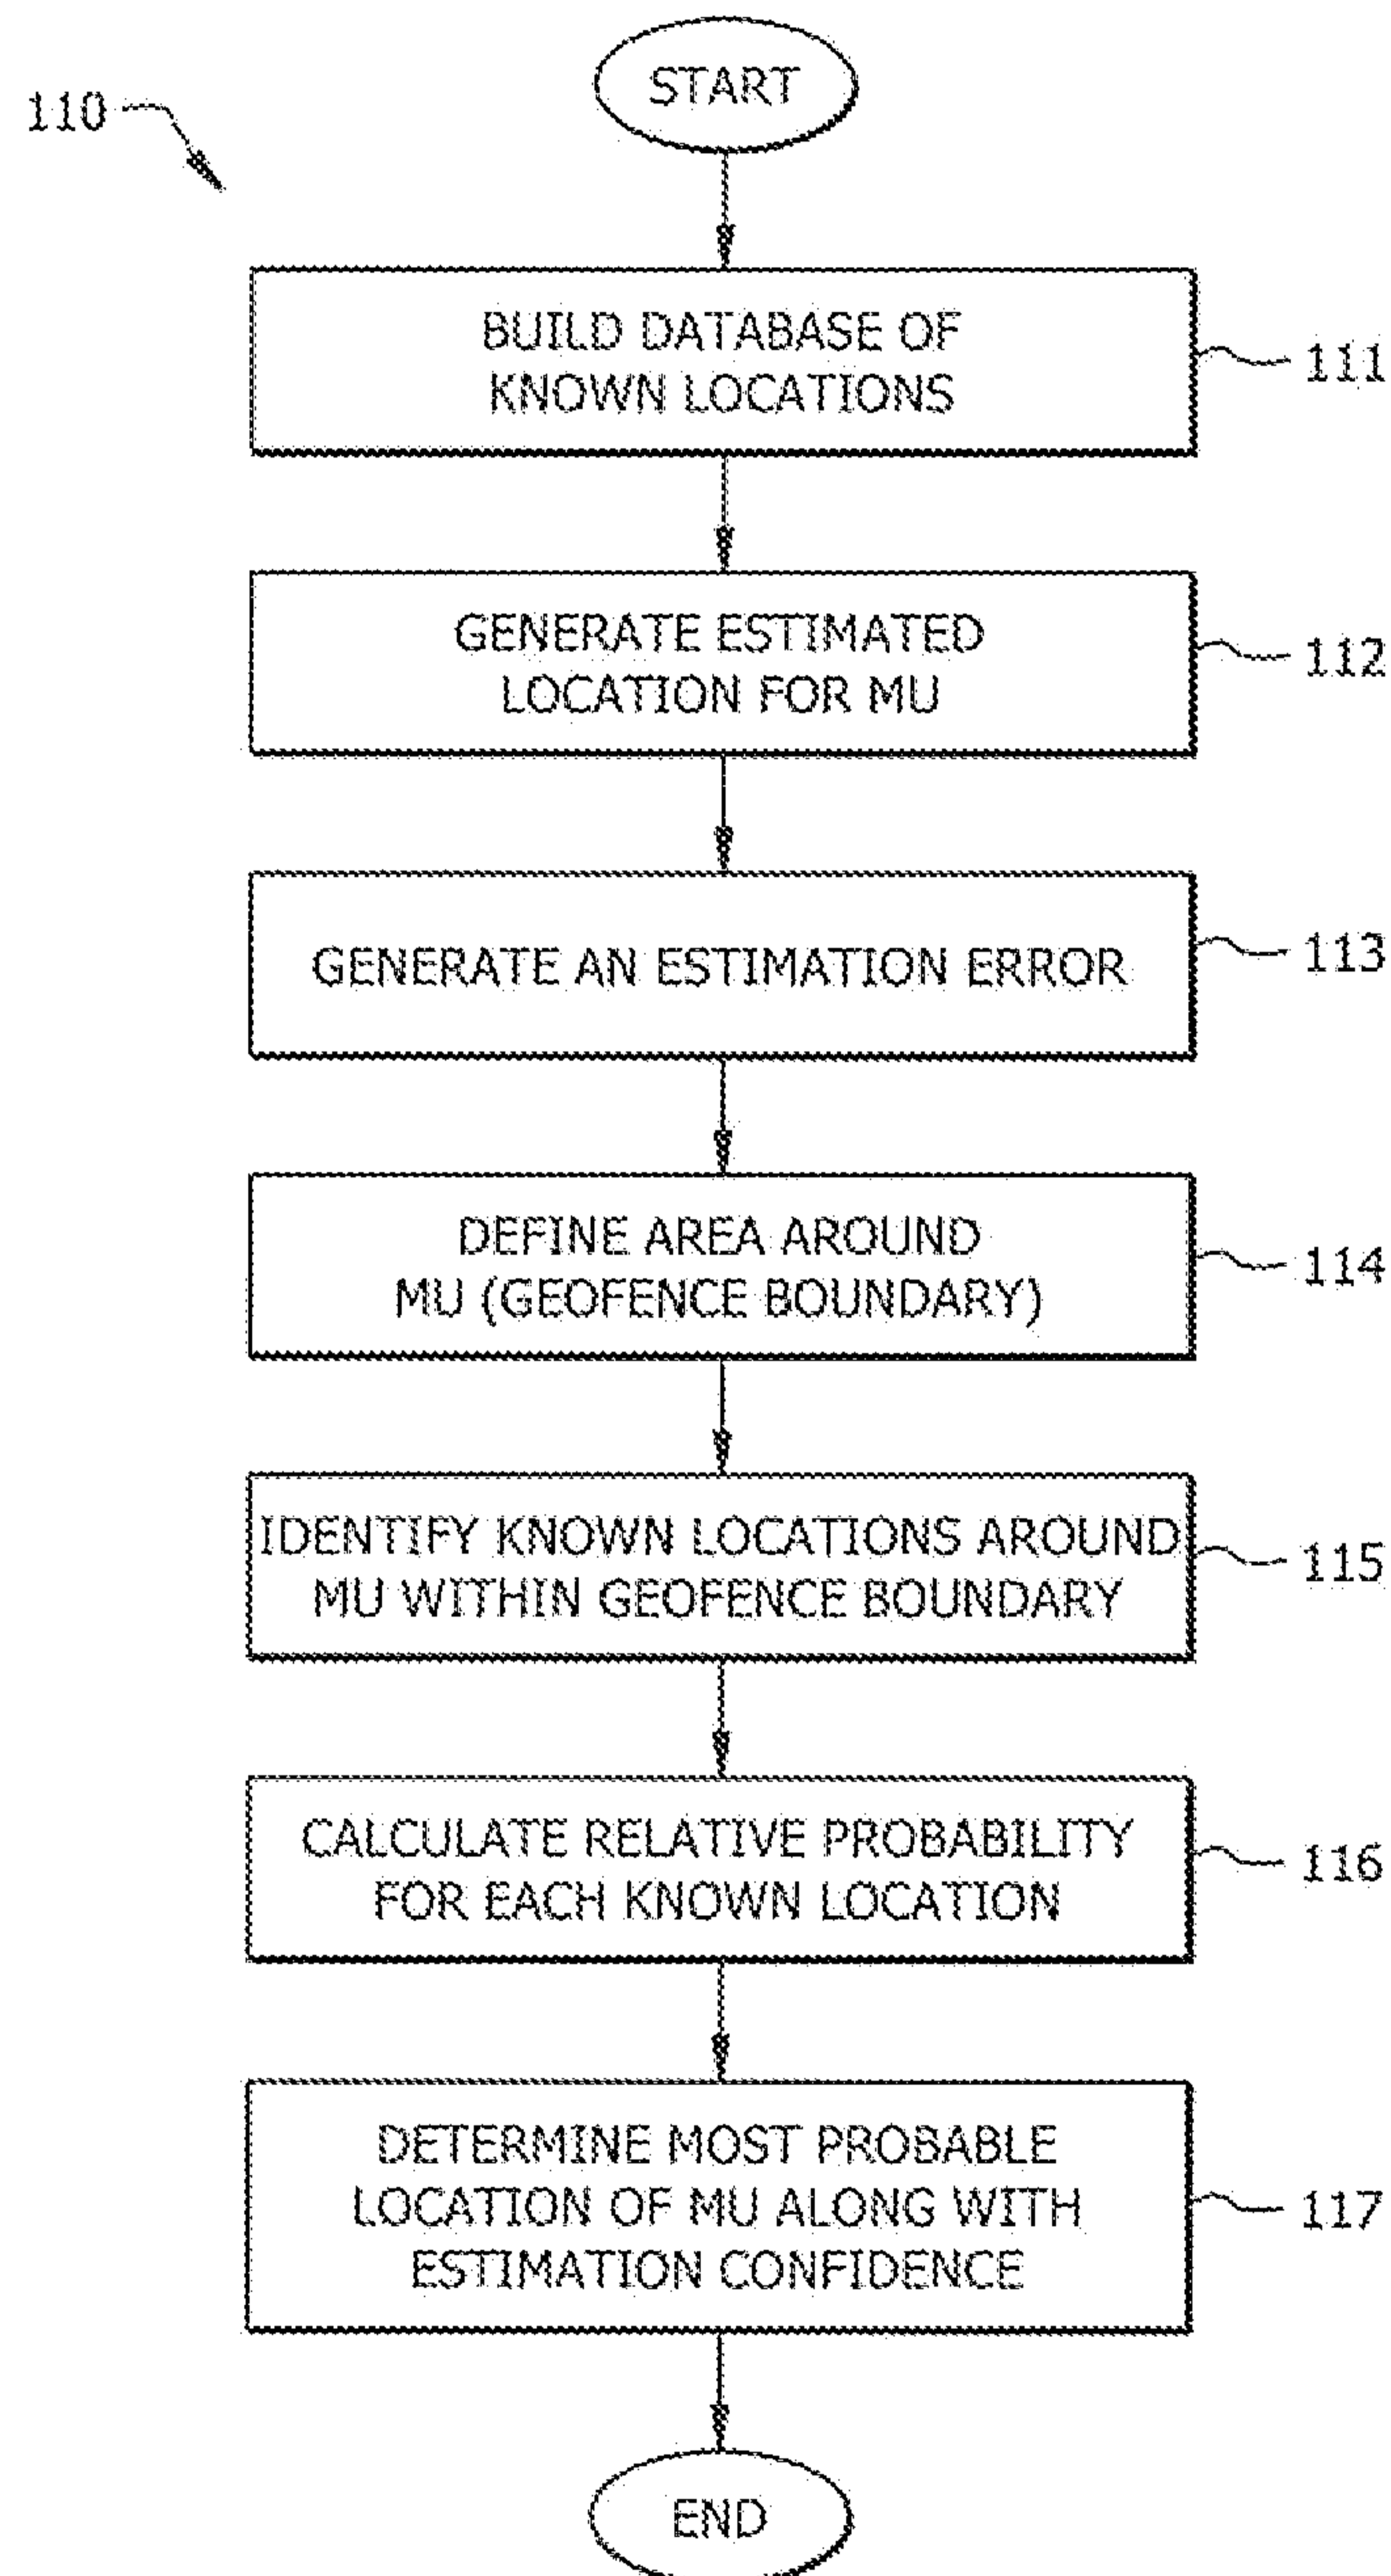 START
110
BUILD DATABASE OF
KNOWN LOCATIONS
111
GENERATE ESTIMATED
LOCATION FOR MU
112
GENERATE AN ESTIMATION ERROR
113
DEFINE AREA AROUND
MU (GEOFENCE BOUNDARY)
114
IDENTIFY KNOWN LOCATIONS AROUND
MU WITHIN GEOFENCE BOUNDARY
115
CALCULATE RELATIVE PROBABILITY
FOR EACH KNOWN LOCATION
116
DETERMINE MOST PROBABLE
LOCATION OF MU ALONG WITH
ESTIMATION CONFIDENCE
117
END